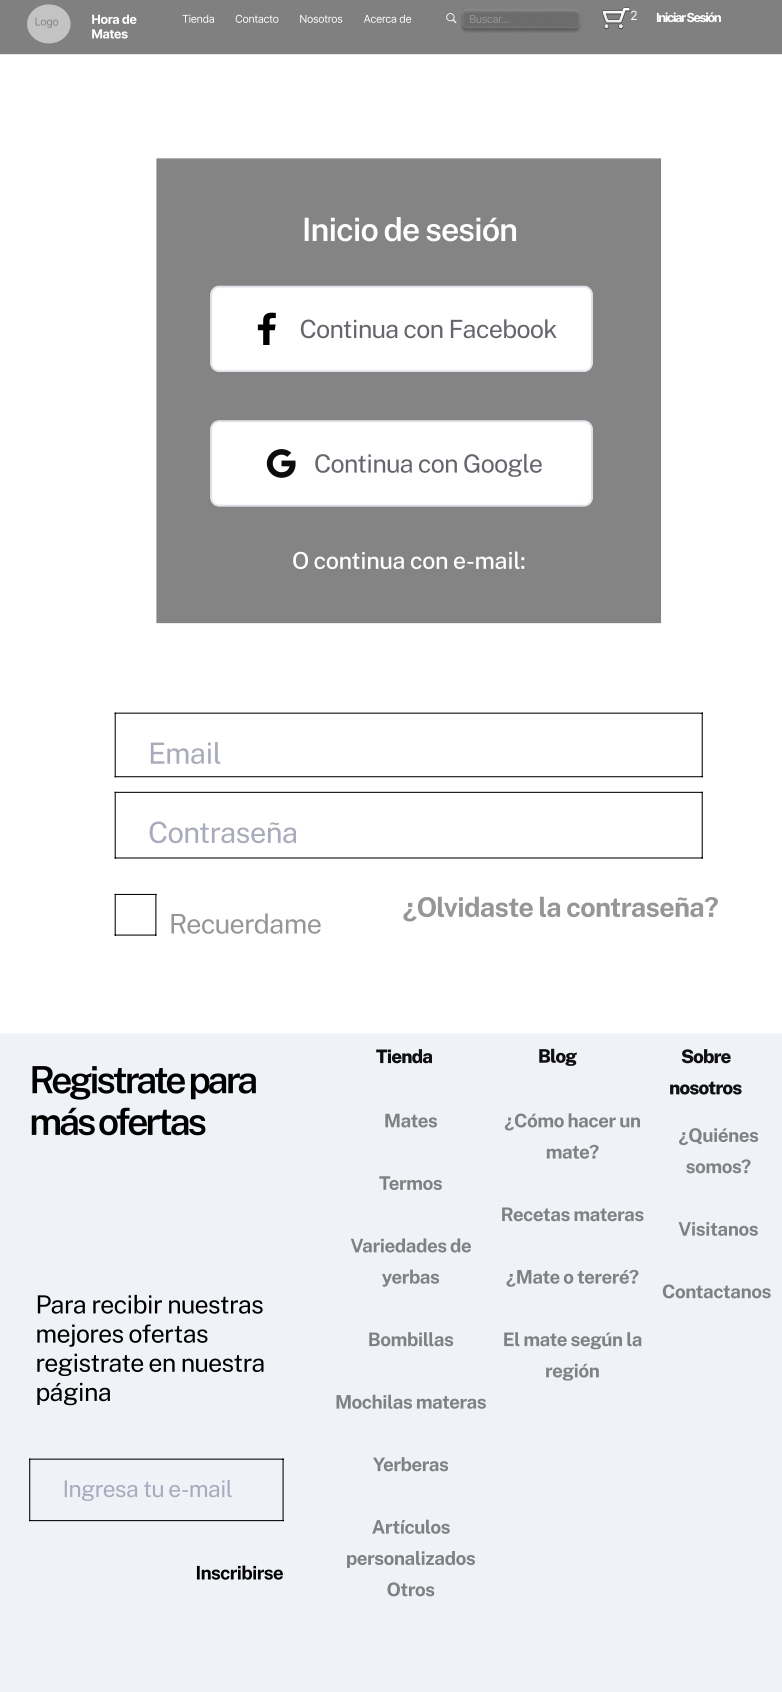 Logo
Hora de
Mates
Tienda
Contacto
Nosotros
Acerca de
Buscar...
2
Iniciar Sesión
Inicio de sesión
Continua con Facebook
Continua con Google
O continua con e-mail:
Email
Contraseña
Recuerdame
¿Olvidaste la contraseña?
Registrate para
más ofertas
Para recibir nuestras
mejores ofertas
registrate en nuestra
página
Ingresa tu e-mail
Inscribirse
Tienda
Mates
Termos
Variedades de
yerbas
Bombillas
Mochilas materas
Yerberas
Artículos
personalizados
Otros
Blog
¿Cómo hacer un
mate?
Recetas materas
¿Mate o tereré?
El mate según la
región
Sobre
nosotros
¿Quiénes
somos?
Visitanos
Contactanos